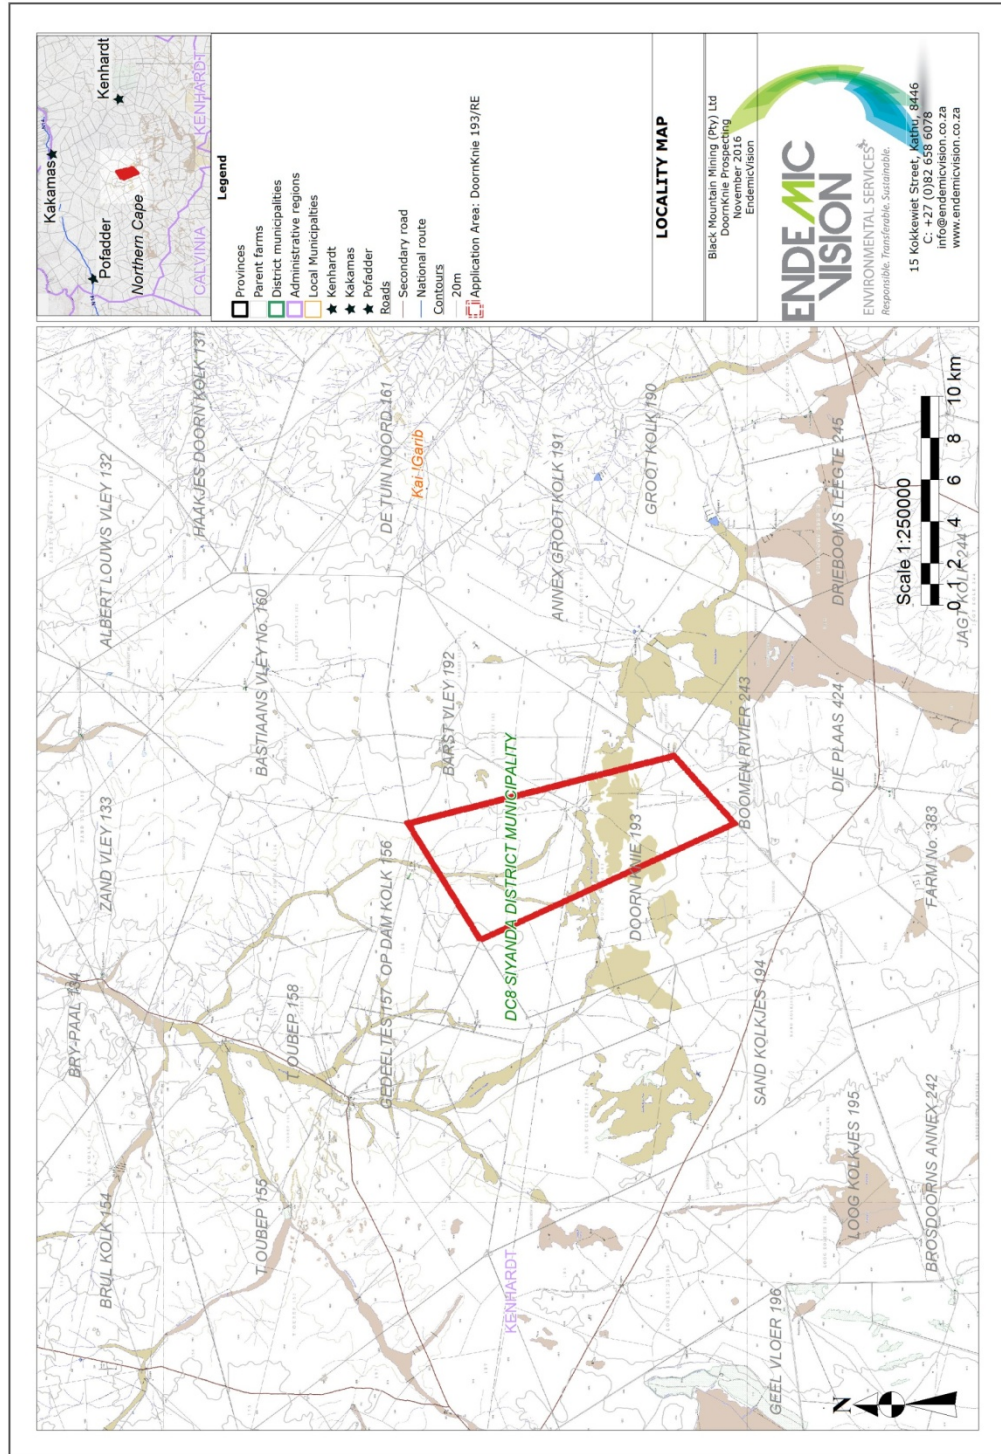 Kakamas
Kenhardt
Pofadder
Northern Cape
CALVINIA
KENHARDT
Legend
Provinces
Parent farms
District municipalities
Administrative regions
Local Municipalties
Kenhardt
Kakamas
Pofadder
Roads
Secondary road
National route
Contours
20m
Application Area: DoornKnie 193/RE
LOCALITY MAP
Black Mountain Mining (Pty) Ltd
DoornKnie Prospecting
November 2016
EndemicVision
ENDEMIC
VISION
ENVIRONMENTAL SERVICES
Responsible. Transferable. Sustainable.
15 Kokkewiet Street, Kathu, 8446
C: +27 (0)82 658 6078
info@endemicvision.co.za
www.endemicvision.co.za
BRUL KOLK 154
BRY-PAAL 134
ZAND VLEY 133
ALBERT LOUWS VLEY 132
HAAKJES DOORN KOLK 131
T.OUBEP 155
T.OUBEP 158
BASTIAANS VLEY No. 160
GEDEELTES 157
OP DAM KOLK 156
BARST VLEY 192
DE TUIN NOORD 161
Kai !Garib
KENHARDT
DC8 SIYANDA DISTRICT MUNICIPALITY
ANNEX GROOT KOLK 191
DOORN KNIE 193
GROOT KOLK 190
SAND KOLKJES 194
BOOMEN RIVIER 243
GEEL VLOER 196
LOOG KOLKJES 195
DIE PLAAS 424
DRIEBOOMS LEEGTE 245
BROSDOORNS ANNEX 242
FARM No. 383
JAGT KOLK 244
Scale 1:250000
0 1 2 4 6 8 10 km
N